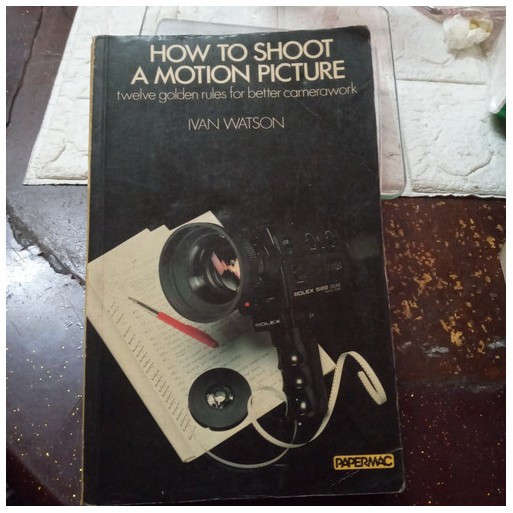 HOW TO SHOOT
A MOTION PICTURE
twelve golden rules for better camerawork
IVAN WATSON
BOLEX
PAPERMAC